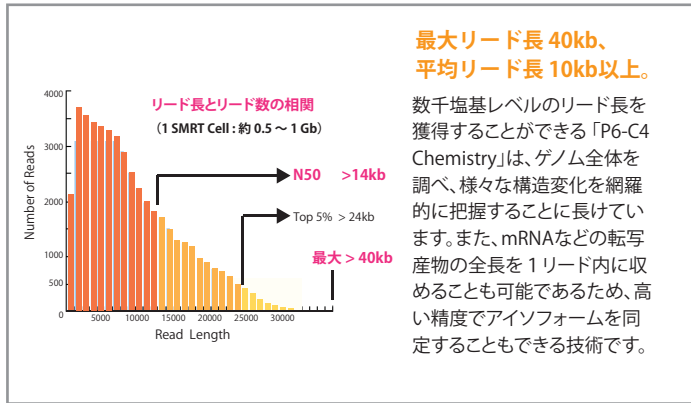 最大リード長 40kb、
平均リード長 10kb以上。
数千塩基レベルのリード長を
獲得することができる「P6-C4
Chemistry」は、ゲノム全体を
調べ、様々な構造変化を網羅
的に把握することに長けてい
ます。また、mRNAなどの転写
産物の全長を 1 リード内に収
めることも可能であるため、高
い精度でアイソフォームを同
定することもできる技術です。
リード長とリード数の相関
（1 SMRT Cell : 約 0.5 ～ 1 Gb）
N50 >14kb
Top 5% > 24kb
最大 > 40kb
Number of Reads
4000
3000
2000
1000
500
0
5000 10000 15000 20000 25000 30000
Read Length